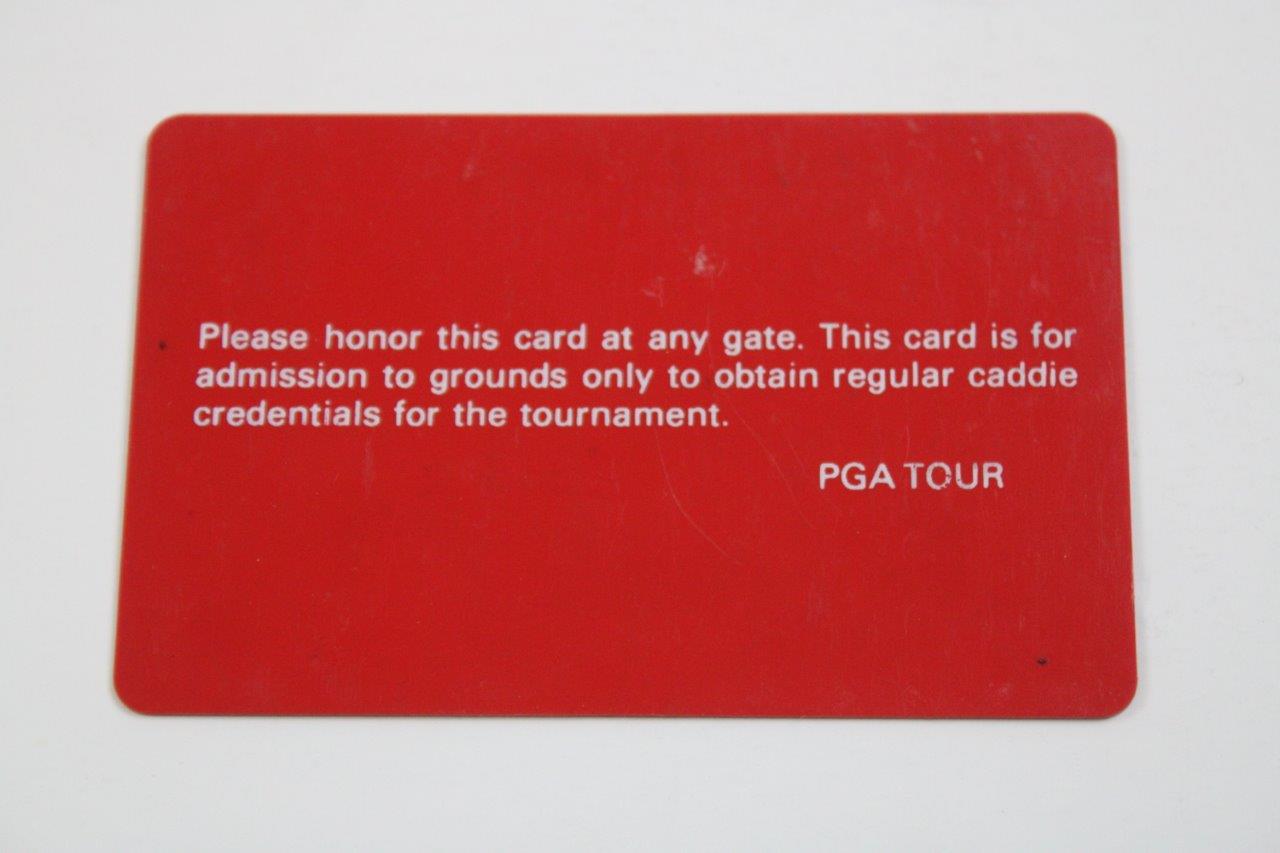 Please honor this card at any gate. This card is for
admission to grounds only to obtain regular caddie
credentials for the tournament.
PGA TOUR